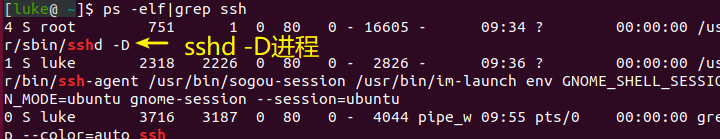 [luke@ ~]$ ps -elf|grep ssh
4 S root 751 1 0 80 0 - 16605 - 09:34 ? 00:00:00 /us
r/sbin/sshd -D sshd -D进程
1 S luke 2318 2226 0 80 0 - 2826 - 09:36 ? 00:00:00 /us
r/bin/ssh-agent /usr/bin/sogou-session /usr/bin/im-launch env GNOME_SHELL_SESSIO
N_MODE=ubuntu gnome-session --session=ubuntu
0 S luke 3716 3187 0 80 0 - 4044 pipe_w 09:55 pts/0 00:00:00 gre
p --color=auto ssh